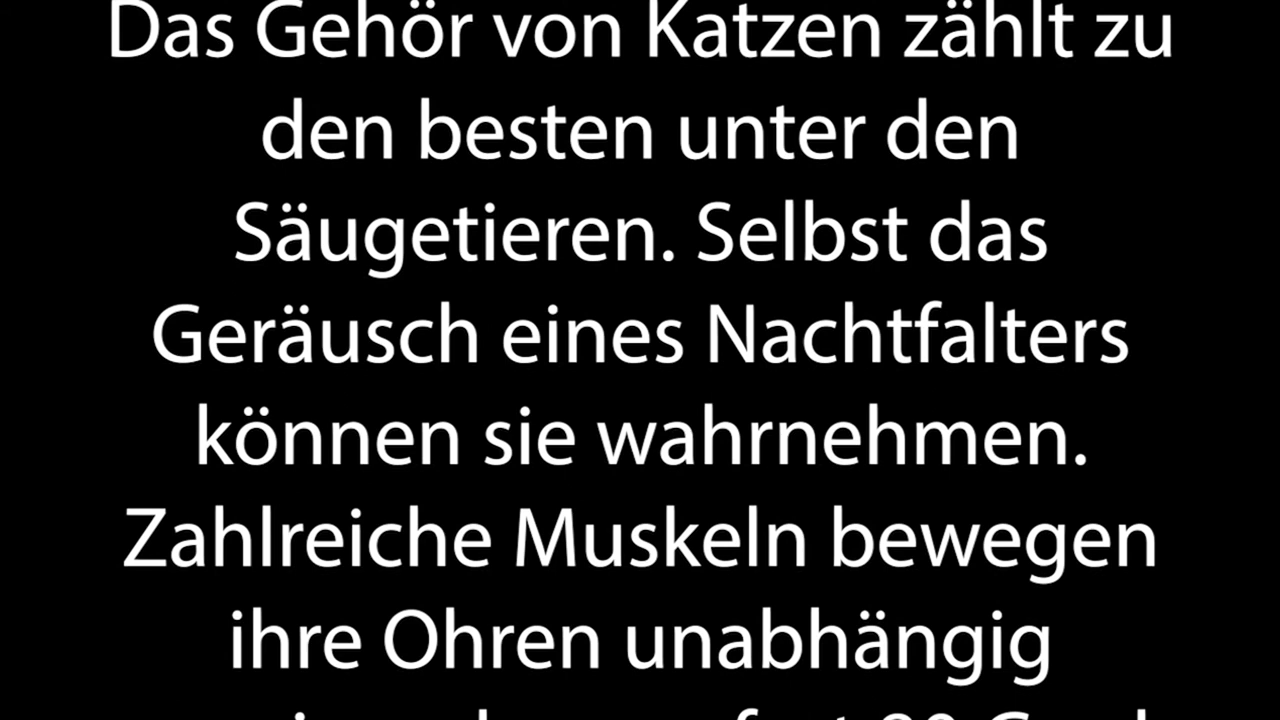 Das Gehör von Katzen zählt zu
den besten unter den
Säugetieren. Selbst das
Geräusch eines Nachtfalters
können sie wahrnehmen.
Zahlreiche Muskeln bewegen
ihre Ohren unabhängig